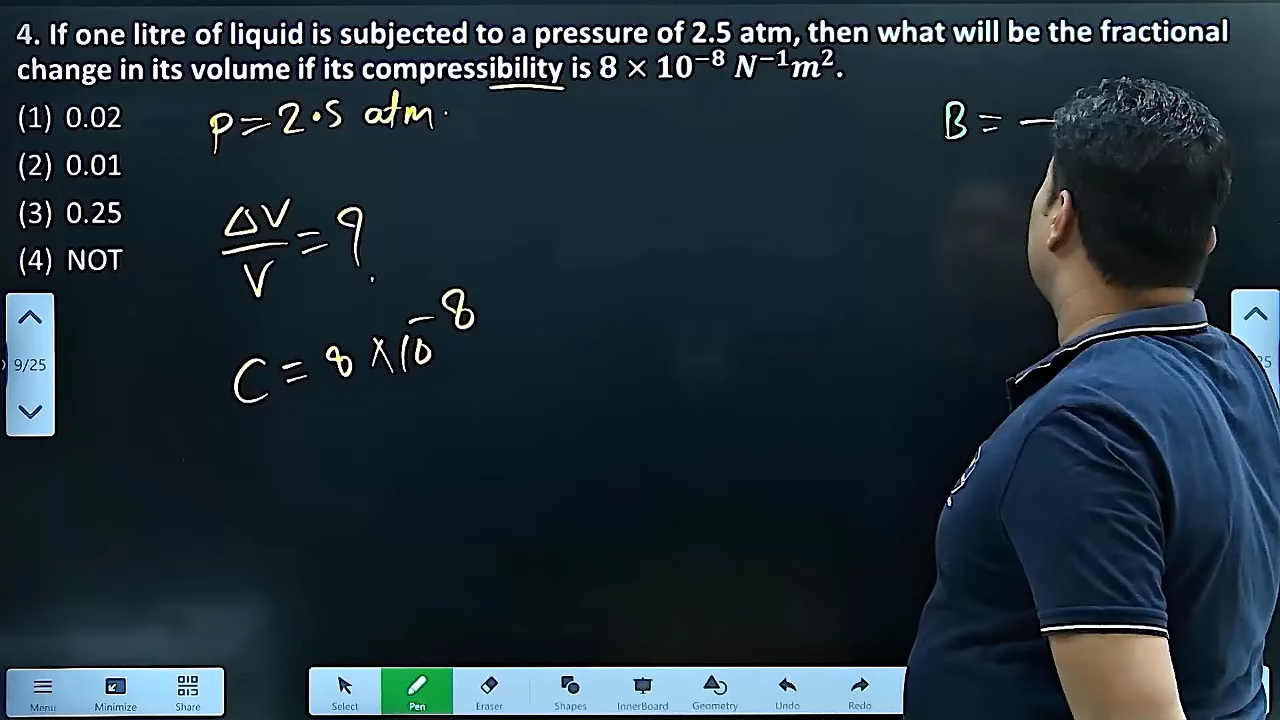 4. If one litre of liquid is subjected to a pressure of 2.5 atm, then what will be the fractional
change in its volume if its compressibility is 8 × 10⁻⁸ N⁻¹m².
(1) 0.02
(2) 0.01
(3) 0.25
(4) NOT
P = 2.5 atm.
B = —
ΔV/V = ?
C = 8 × 10⁻⁸
9/25
25
Menu
Minimize
Share
Select
Pen
Eraser
Shapes
InnerBoard
Geometry
Undo
Redo